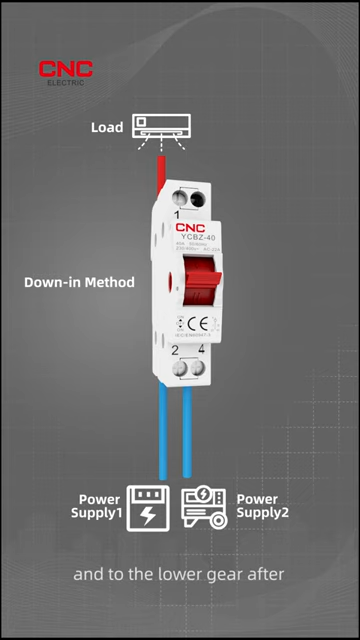 CNC
ELECTRIC
Load
1
CNC
YCBZ-40
Down-in Method
CE
2 4
Power
Supply1
Power
Supply2
and to the lower gear after